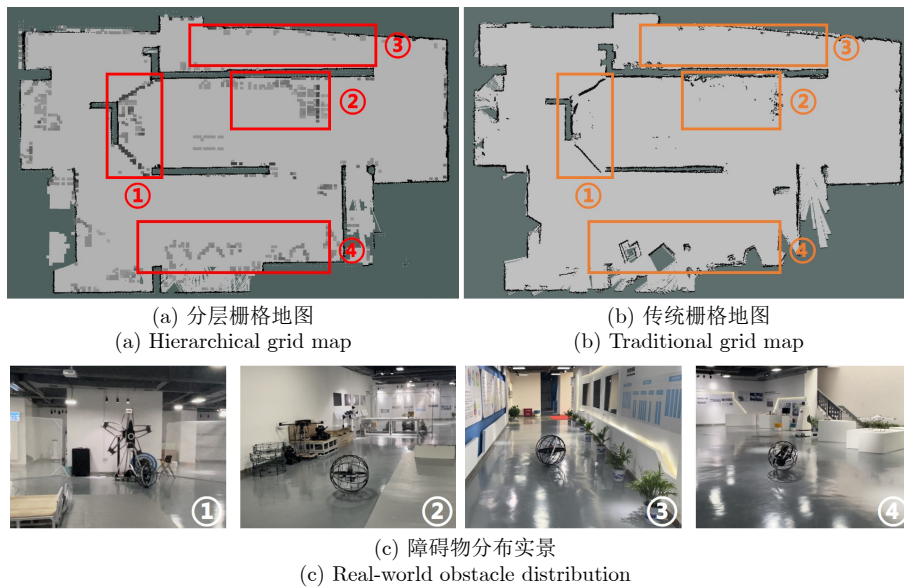 ③
②
①
④
③
②
①
④
(a) 分层栅格地图
(a) Hierarchical grid map
(b) 传统栅格地图
(b) Traditional grid map
①
②
③
④
(c) 障碍物分布实景
(c) Real-world obstacle distribution